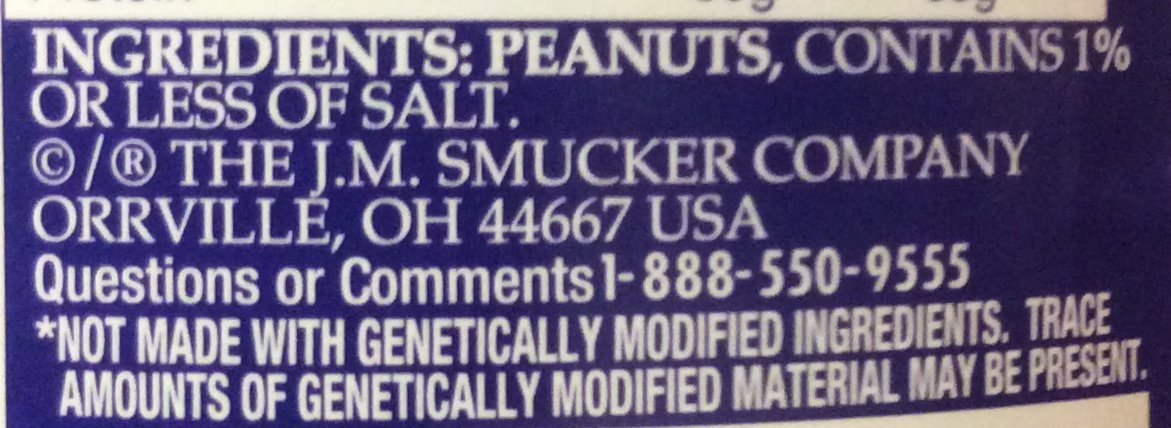 INGREDIENTS: PEANUTS, CONTAINS 1%
OR LESS OF SALT.
©/® THE J.M. SMUCKER COMPANY
ORRVILLE, OH 44667 USA
Questions or Comments 1-888-550-9555
*NOT MADE WITH GENETICALLY MODIFIED INGREDIENTS. TRACE
AMOUNTS OF GENETICALLY MODIFIED MATERIAL MAY BE PRESENT.